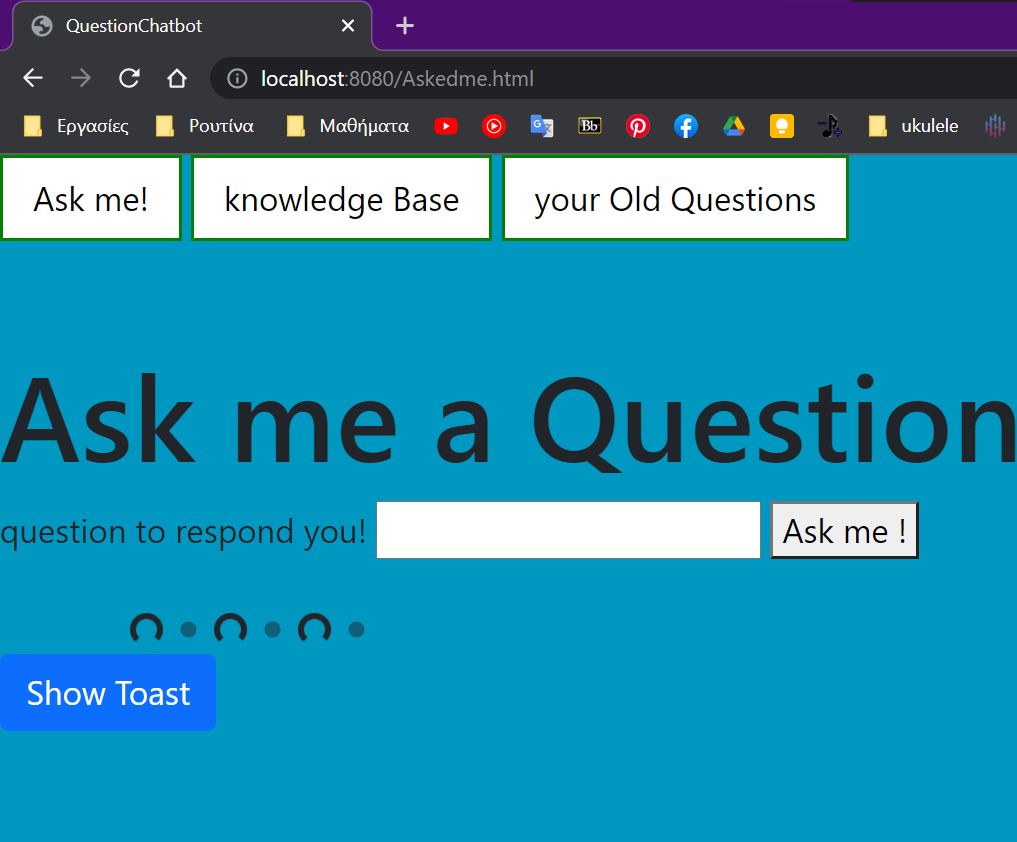 QuestionChatbot
localhost:8080/Askedme.html
Εργασίες Ρουτίνα Μαθήματα Bb ukulele
Ask me! knowledge Base your Old Questions
Ask me a Question
question to respond you! Ask me !
Show Toast